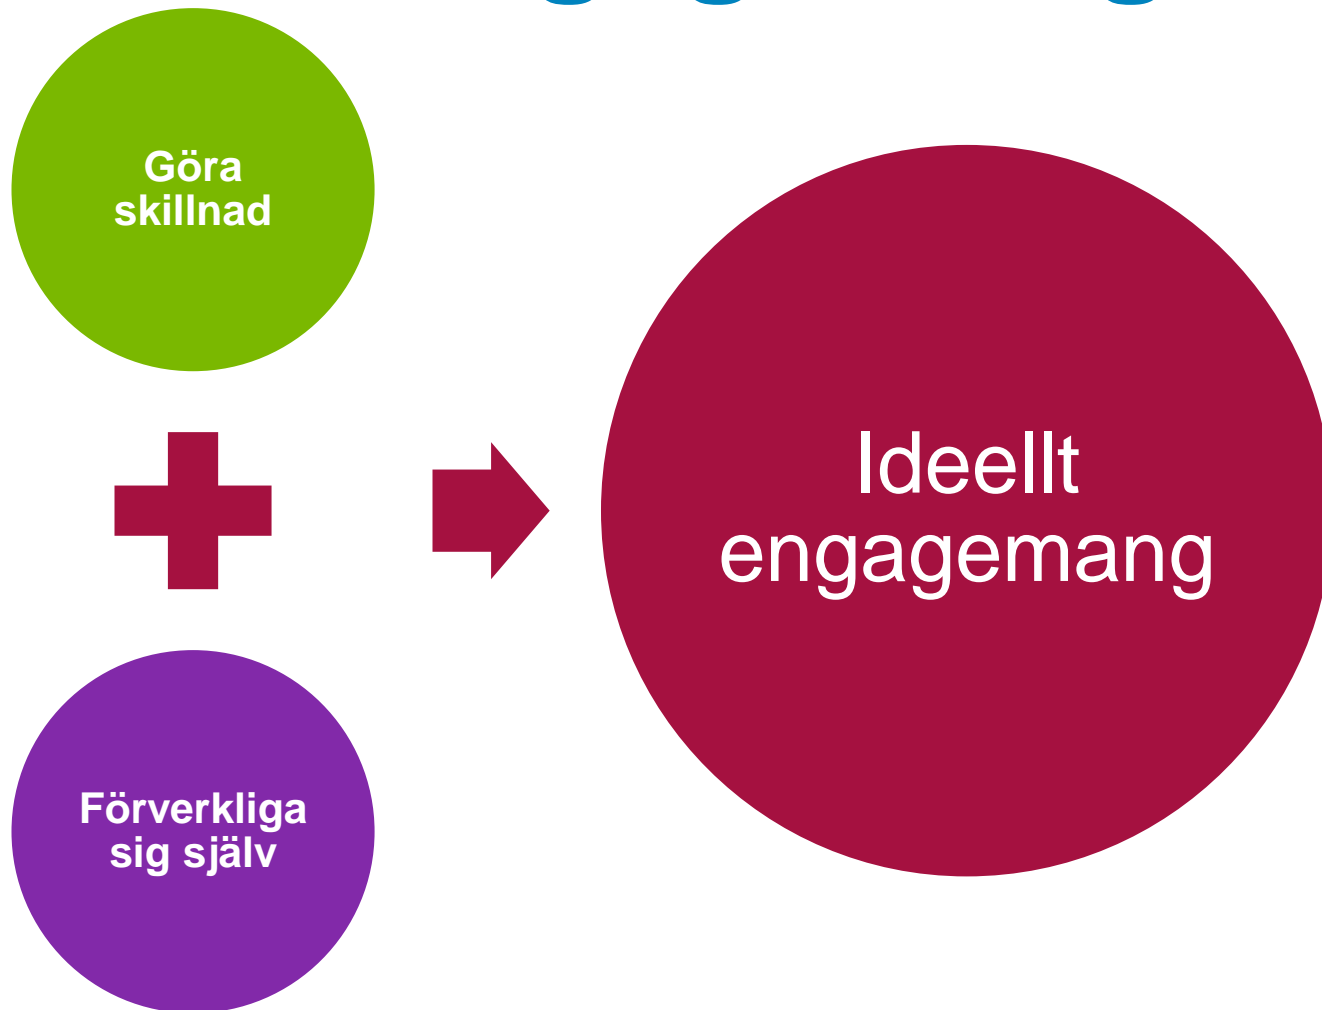 Göra
skillnad
Ideellt
engagemang
Förverkliga
sig själv